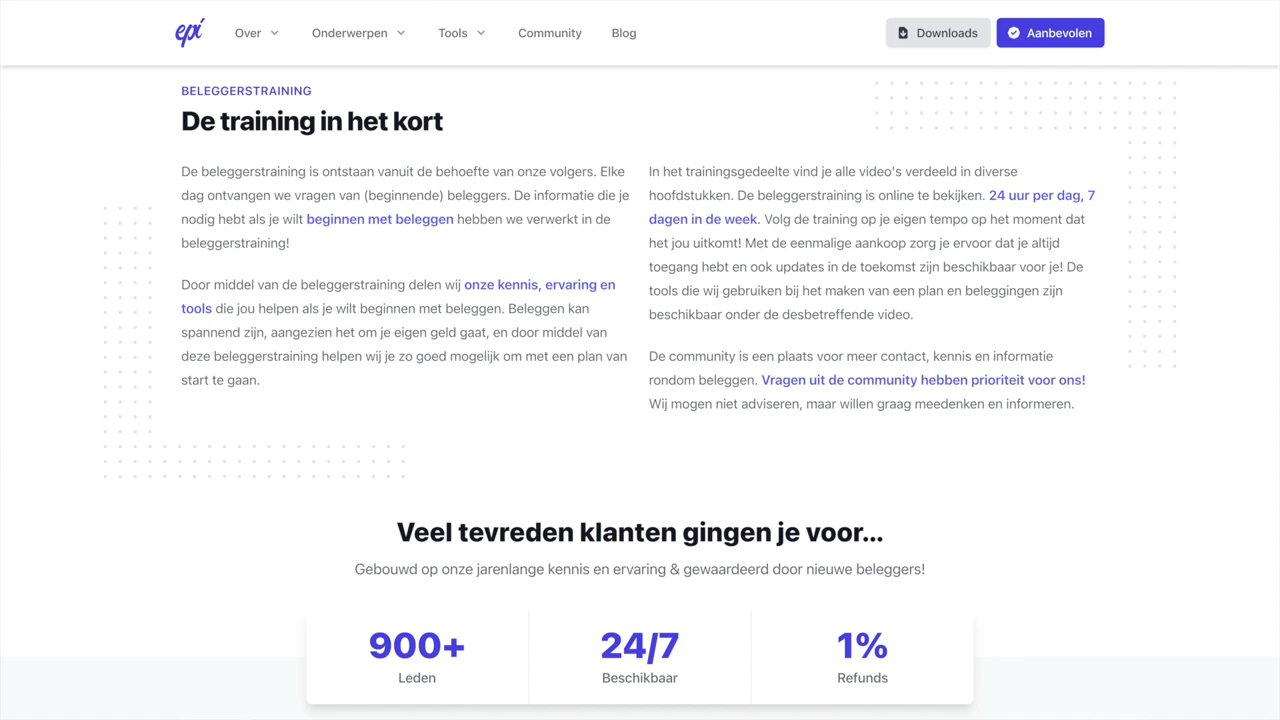 epi
Over
Onderwerpen
Tools
Community
Blog
Downloads
Aanbevolen
BELEGGERSTRAINING
De training in het kort
De beleggerstraining is ontstaan vanuit de behoefte van onze volgers. Elke
dag ontvangen we vragen van (beginnende) beleggers. De informatie die je
nodig hebt als je wilt beginnen met beleggen hebben we verwerkt in de
beleggerstraining!
Door middel van de beleggerstraining delen wij onze kennis, ervaring en
tools die jou helpen als je wilt beginnen met beleggen. Beleggen kan
spannend zijn, aangezien het om je eigen geld gaat, en door middel van
deze beleggerstraining helpen wij je zo goed mogelijk om met een plan van
start te gaan.
In het trainingsgedeelte vind je alle video's verdeeld in diverse
hoofdstukken. De beleggerstraining is online te bekijken. 24 uur per dag, 7
dagen in de week. Volg de training op je eigen tempo op het moment dat
het jou uitkomt! Met de eenmalige aankoop zorg je ervoor dat je altijd
toegang hebt en ook updates in de toekomst zijn beschikbaar voor je! De
tools die wij gebruiken bij het maken van een plan en beleggingen zijn
beschikbaar onder de desbetreffende video.
De community is een plaats voor meer contact, kennis en informatie
rondom beleggen. Vragen uit de community hebben prioriteit voor ons!
Wij mogen niet adviseren, maar willen graag meedenken en informeren.
Veel tevreden klanten gingen je voor...
Gebouwd op onze jarenlange kennis en ervaring & gewaardeerd door nieuwe beleggers!
900+
Leden
24/7
Beschikbaar
1%
Refunds